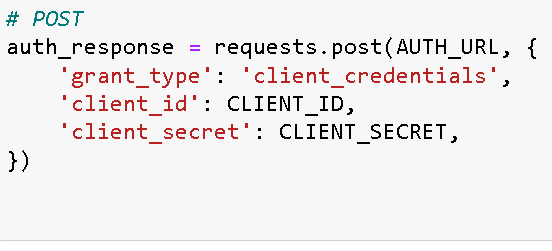 # POST
auth_response = requests.post(AUTH_URL, {
    'grant_type': 'client_credentials',
    'client_id': CLIENT_ID,
    'client_secret': CLIENT_SECRET,
})